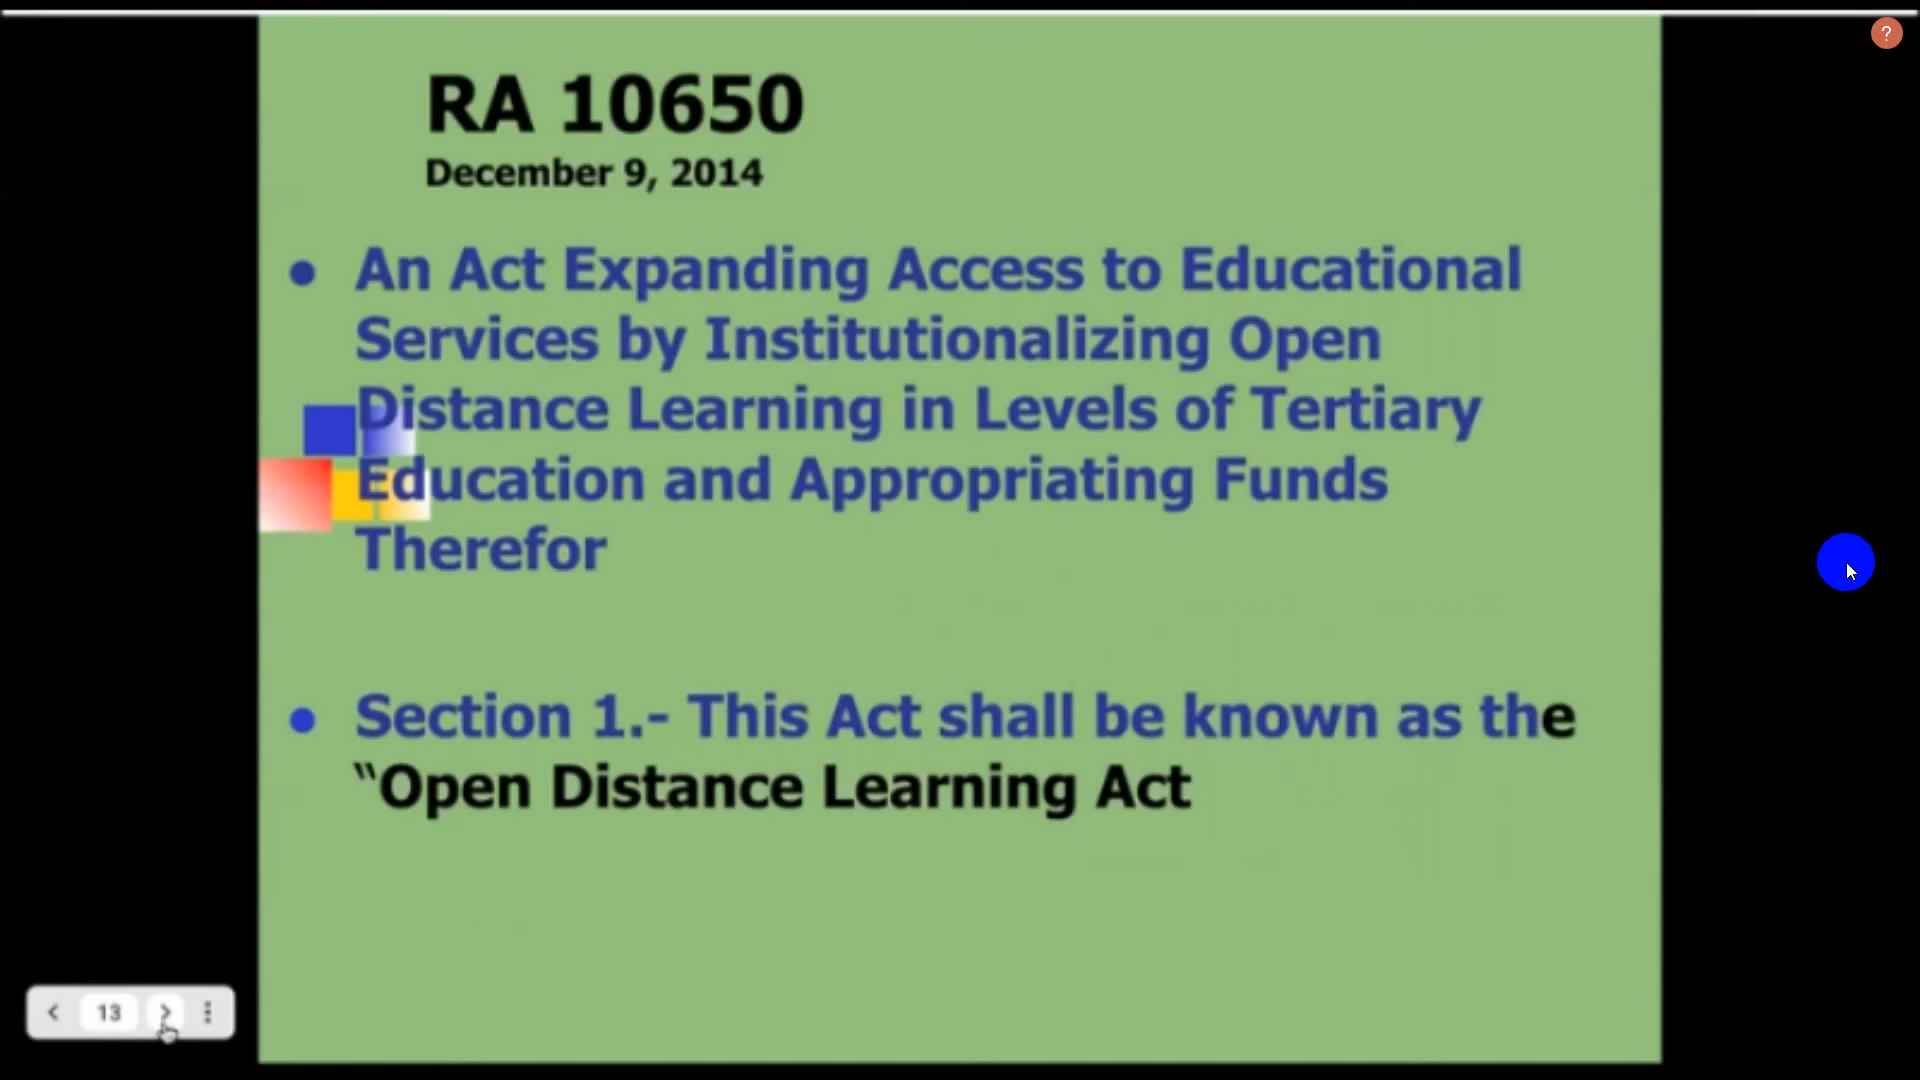 ?
RA 10650
December 9, 2014
• An Act Expanding Access to Educational
Services by Institutionalizing Open
Distance Learning in Levels of Tertiary
Education and Appropriating Funds
Therefor
• Section 1.- This Act shall be known as the
“Open Distance Learning Act
13